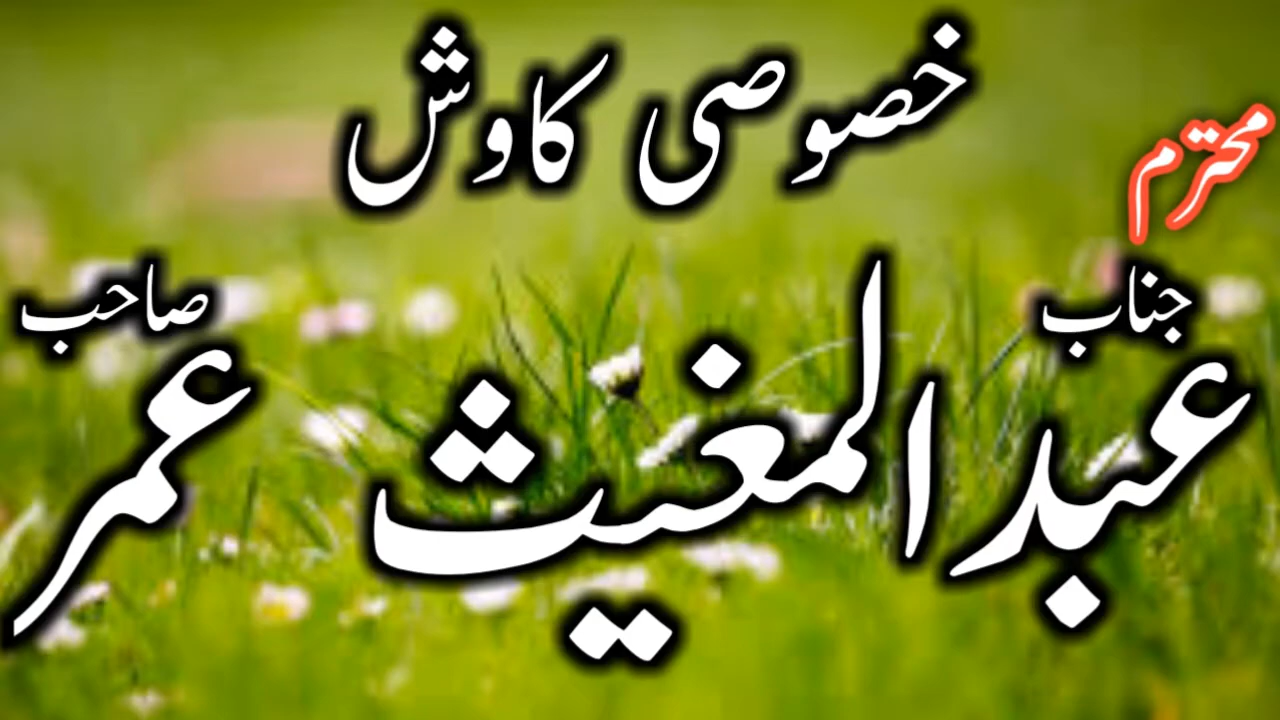 خصوصی کاوش
محترم
جناب
عبدالمغیث عمر
صاحب